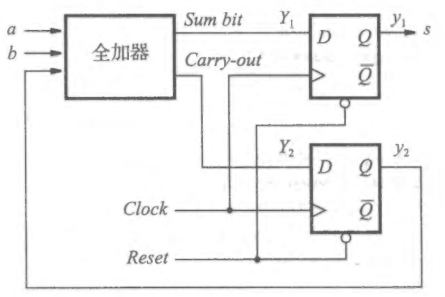 a
b
全加器
Sum bit
Carry-out
Y₁
D Q
Q̅
y₁
s
Y₂
D Q
Q̅
y₂
Clock
Reset